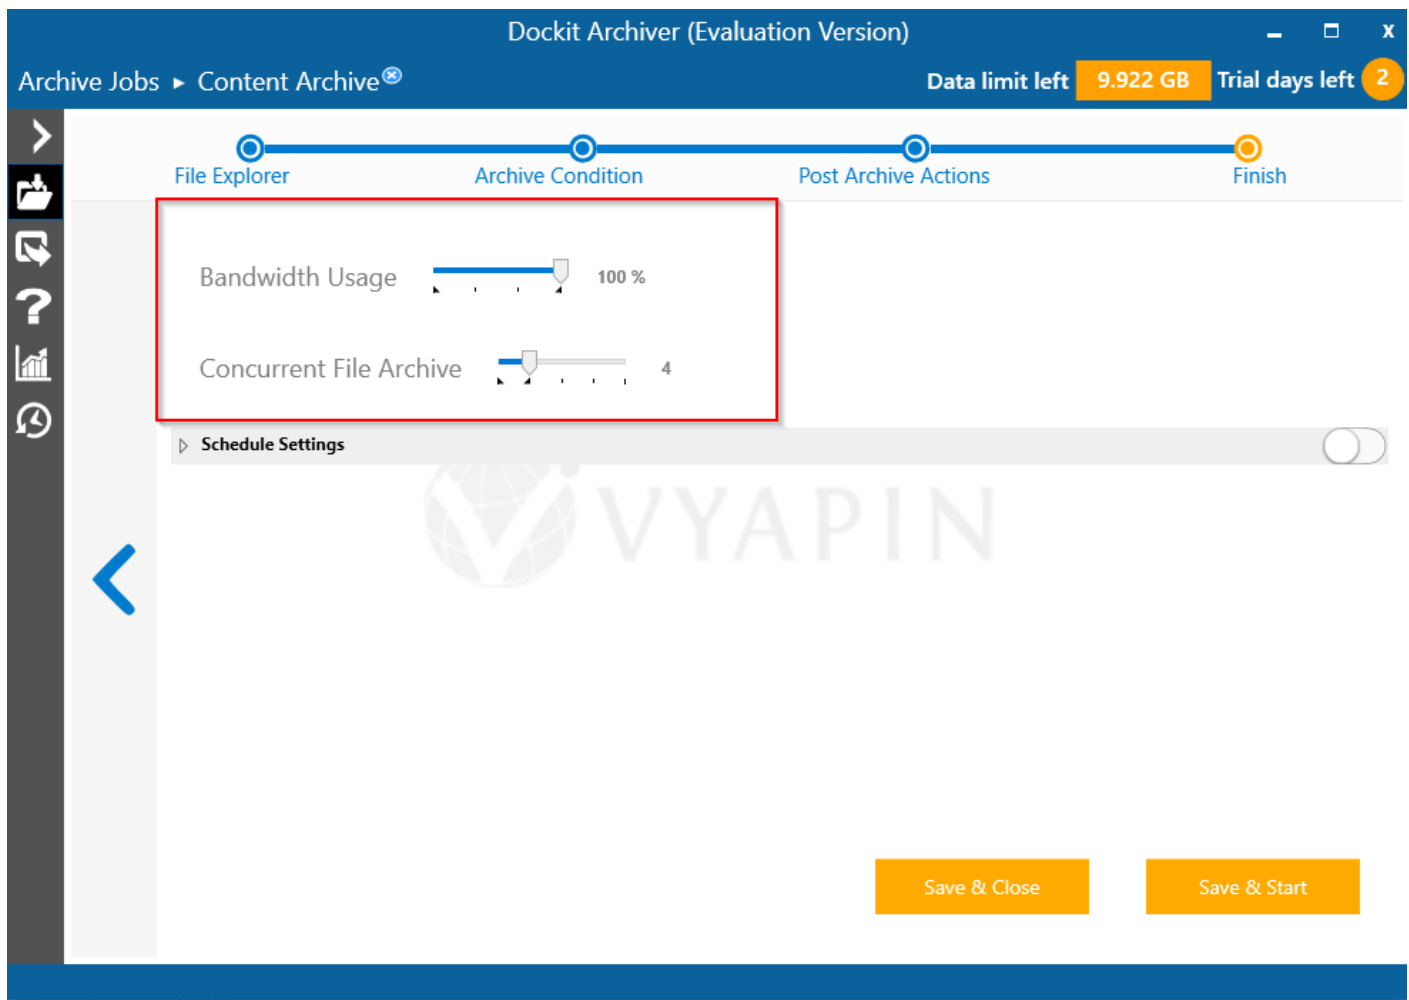 Dockit Archiver (Evaluation Version)
Archive Jobs ▸ Content Archive
Data limit left 9.922 GB Trial days left 2
File Explorer
Archive Condition
Post Archive Actions
Finish
Bandwidth Usage 100 %
Concurrent File Archive 4
Schedule Settings
VYAPIN
Save & Close
Save & Start